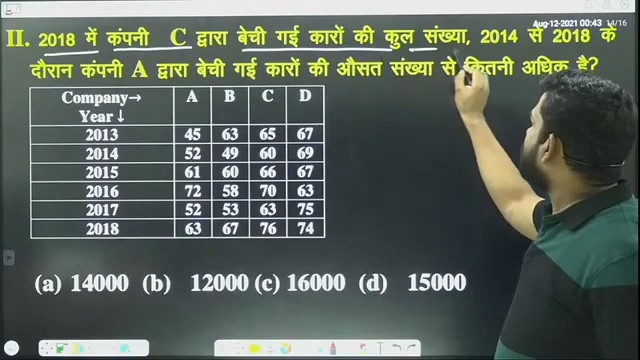 Aug-12-2021 00:43 14/16
II. 2018 में कंपनी C द्वारा बेची गई कारों की कुल संख्या, 2014 से 2018 के
दौरान कंपनी A द्वारा बेची गई कारों की औसत संख्या से कितनी अधिक है?
Company→ Year↓ A B C D
2013 45 63 65 67
2014 52 49 60 69
2015 61 60 66 67
2016 72 58 70 63
2017 52 53 63 75
2018 63 67 76 74
(a) 14000 (b) 12000 (c) 16000 (d) 15000